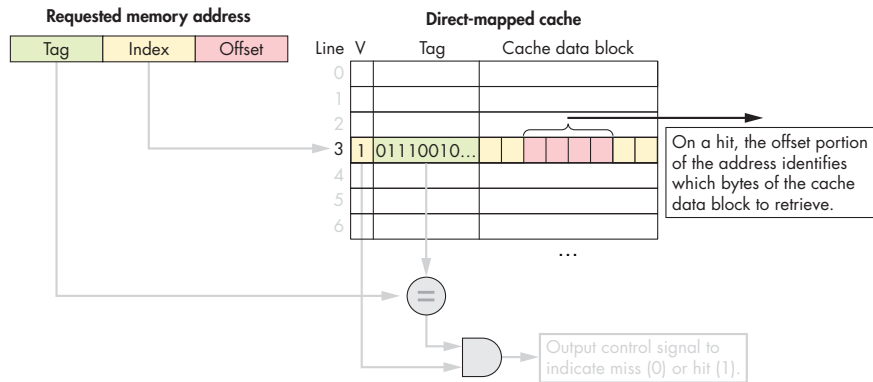 Requested memory address
Tag Index Offset
Direct-mapped cache
Line V Tag Cache data block
0
1
2
3 1 01110010...
4
5
6
...
On a hit, the offset portion
of the address identifies
which bytes of the cache
data block to retrieve.
=
Output control signal to
indicate miss (0) or hit (1).